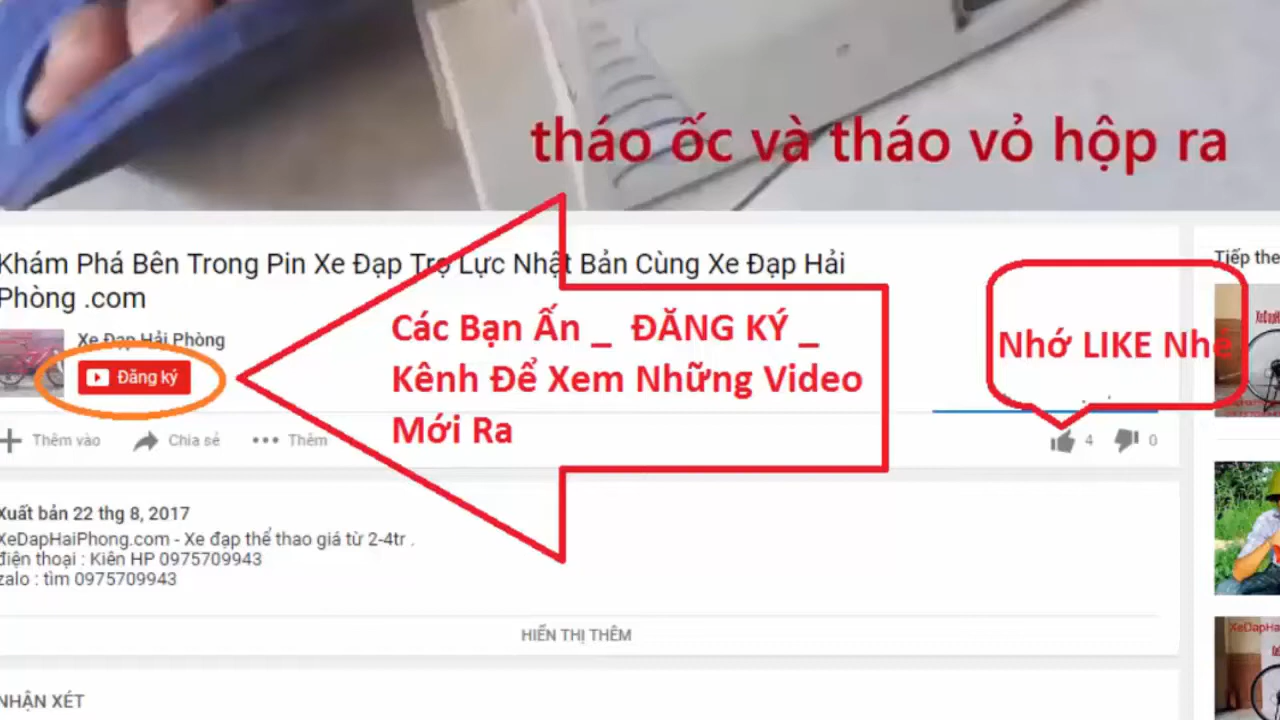 tháo ốc và tháo vỏ hộp ra
Khám Phá Bên Trong Pin Xe Đạp Trợ Lực Nhật Bản Cùng Xe Đạp Hải
Phòng .com
Xe Đạp Hải Phòng
Đăng ký
Các Bạn Ấn _ ĐĂNG KÝ _
Kênh Để Xem Những Video
Mới Ra
Nhớ LIKE Nhé
Thêm vào
Chia sẻ
Thêm
4
0
Xuất bản 22 thg 8, 2017
XeDapHaiPhong.com - Xe đạp thể thao giá từ 2-4tr .
điện thoại : Kiên HP 0975709943
zalo : tìm 0975709943
HIỂN THỊ THÊM
NHẬN XÉT
Tiếp the
XeDapHa